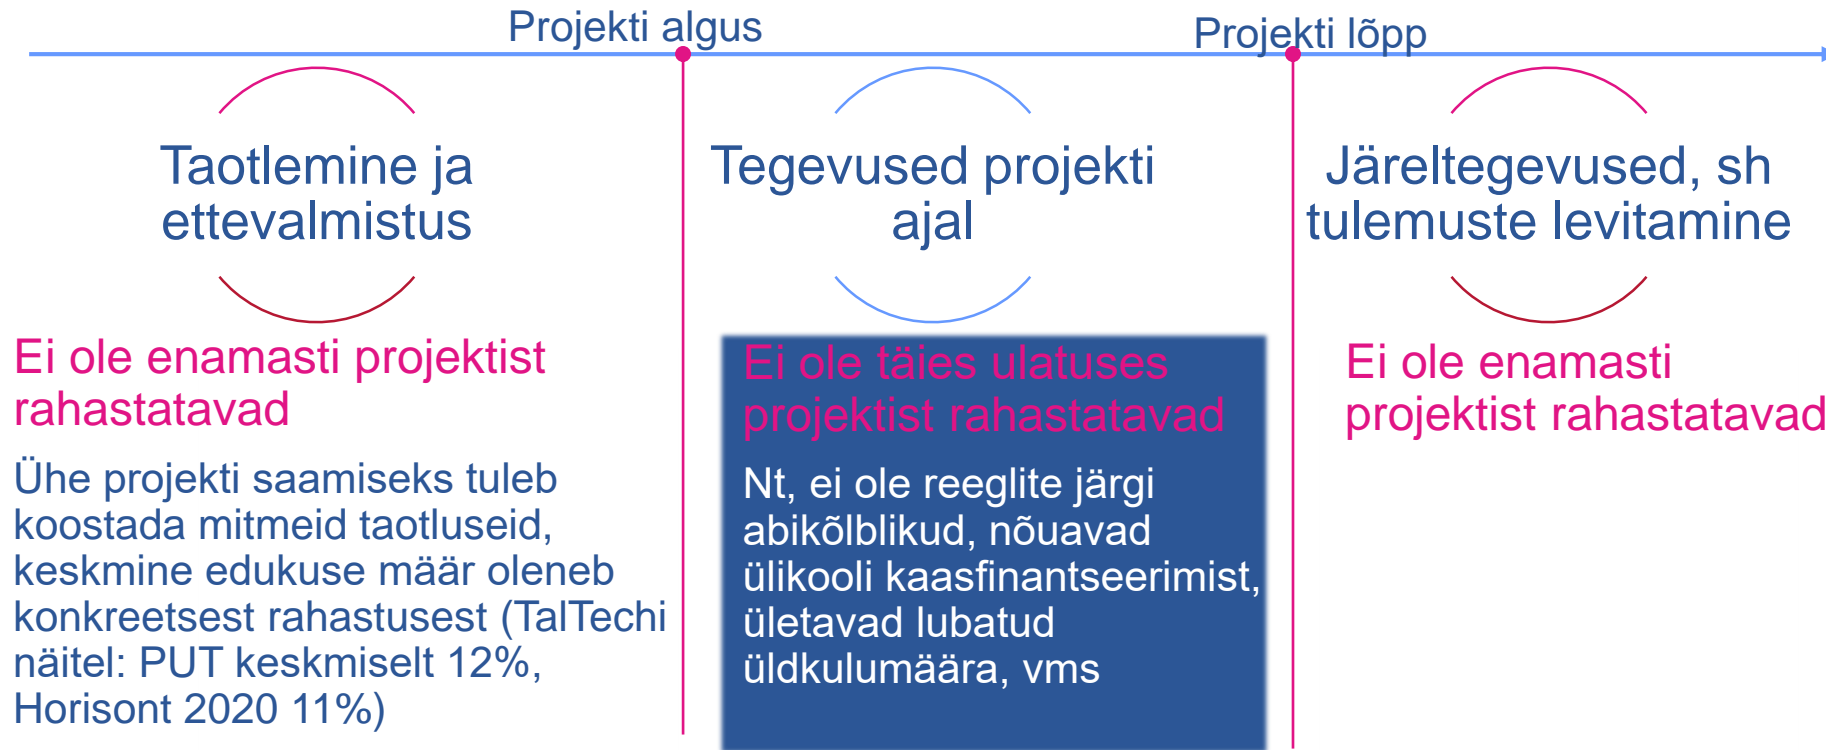 Projekti algus
Projekti lõpp
Taotlemine ja
ettevalmistus
Ei ole enamasti projektist
rahastatavad
Ühe projekti saamiseks tuleb
koostada mitmeid taotluseid,
keskmine edukuse määr oleneb
konkreetsest rahastusest (TalTechi
näitel: PUT keskmiselt 12%,
Horisont 2020 11%)
Tegevused projekti
ajal
Ei ole täies ulatuses
projektist rahastatavad
Nt, ei ole reeglite järgi
abikõlblikud, nõuavad
ülikooli kaasfinantseerimist,
ületavad lubatud
üldkulumäära, vms
Järeltegevused, sh
tulemuste levitamine
Ei ole enamasti
projektist rahastatavad